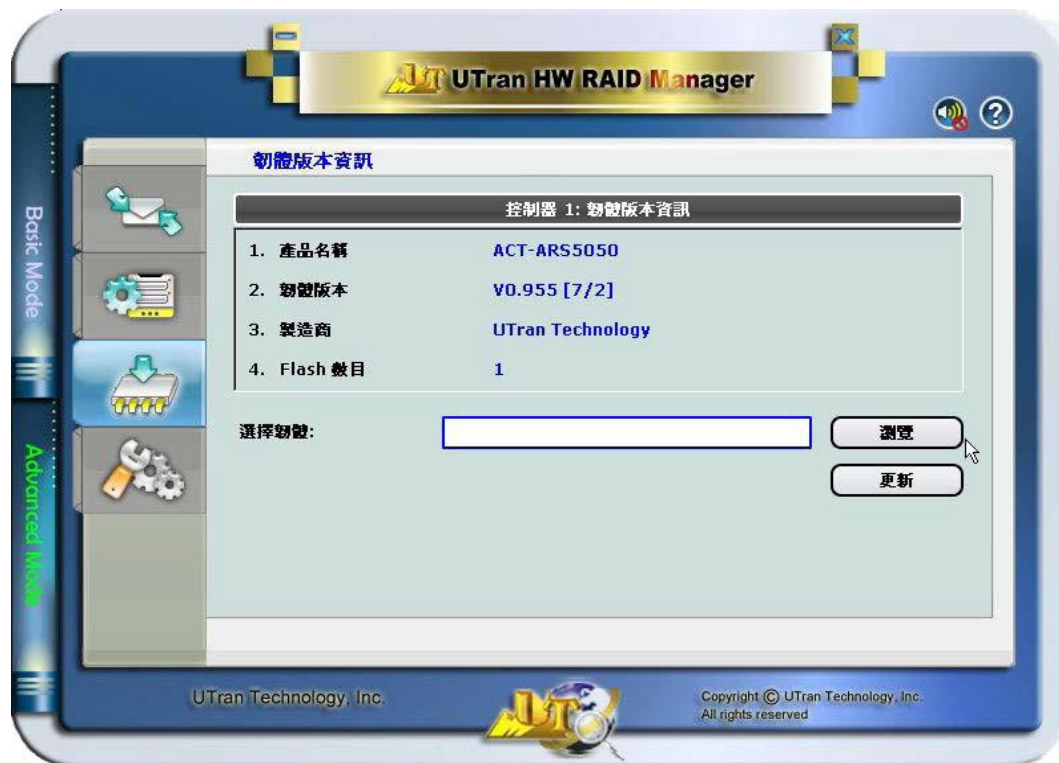 UT UTran HW RAID Manager
韌體版本資訊
控制器 1: 韌體版本資訊
1. 產品名稱 ACT-ARS5050
2. 韌體版本 V0.955 [7/2]
3. 製造商 UTran Technology
4. Flash 數目 1
選擇韌體:
瀏覽
更新
Basic Mode
Advanced Mode
UTran Technology, Inc.
UT
Copyright © UTran Technology, Inc.
All rights reserved